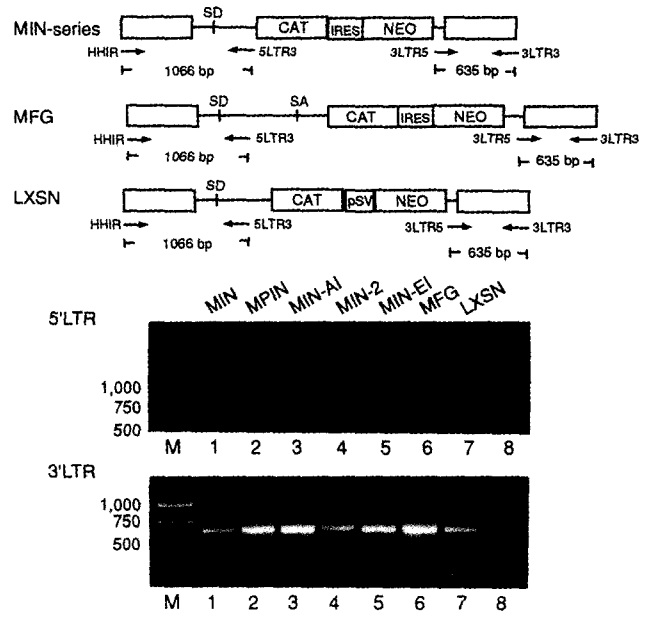 MIN-series
SD
CAT IRES NEO
HHIR 5LTR3 3LTR5 3LTR3
1066 bp 635 bp
MFG
SD SA
CAT IRES NEO
HHIR 5LTR3 3LTR5 3LTR3
1066 bp 635 bp
LXSN
SD
CAT pSV NEO
HHIR 5LTR3 3LTR5 3LTR3
1066 bp 635 bp
MIN MPIN MIN-AI MIN-2 MIN-EI MFG LXSN
5'LTR
1,000
750
500
M 1 2 3 4 5 6 7 8
3'LTR
1,000
750
500
M 1 2 3 4 5 6 7 8